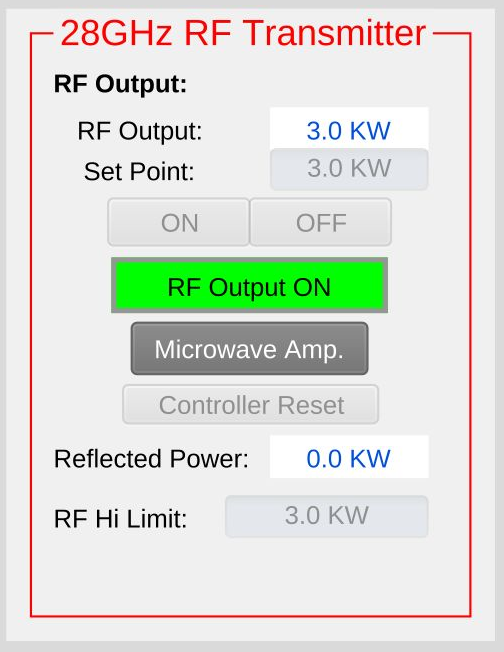 28GHz RF Transmitter
RF Output:
RF Output: 3.0 KW
Set Point: 3.0 KW
ON OFF
RF Output ON
Microwave Amp.
Controller Reset
Reflected Power: 0.0 KW
RF Hi Limit: 3.0 KW